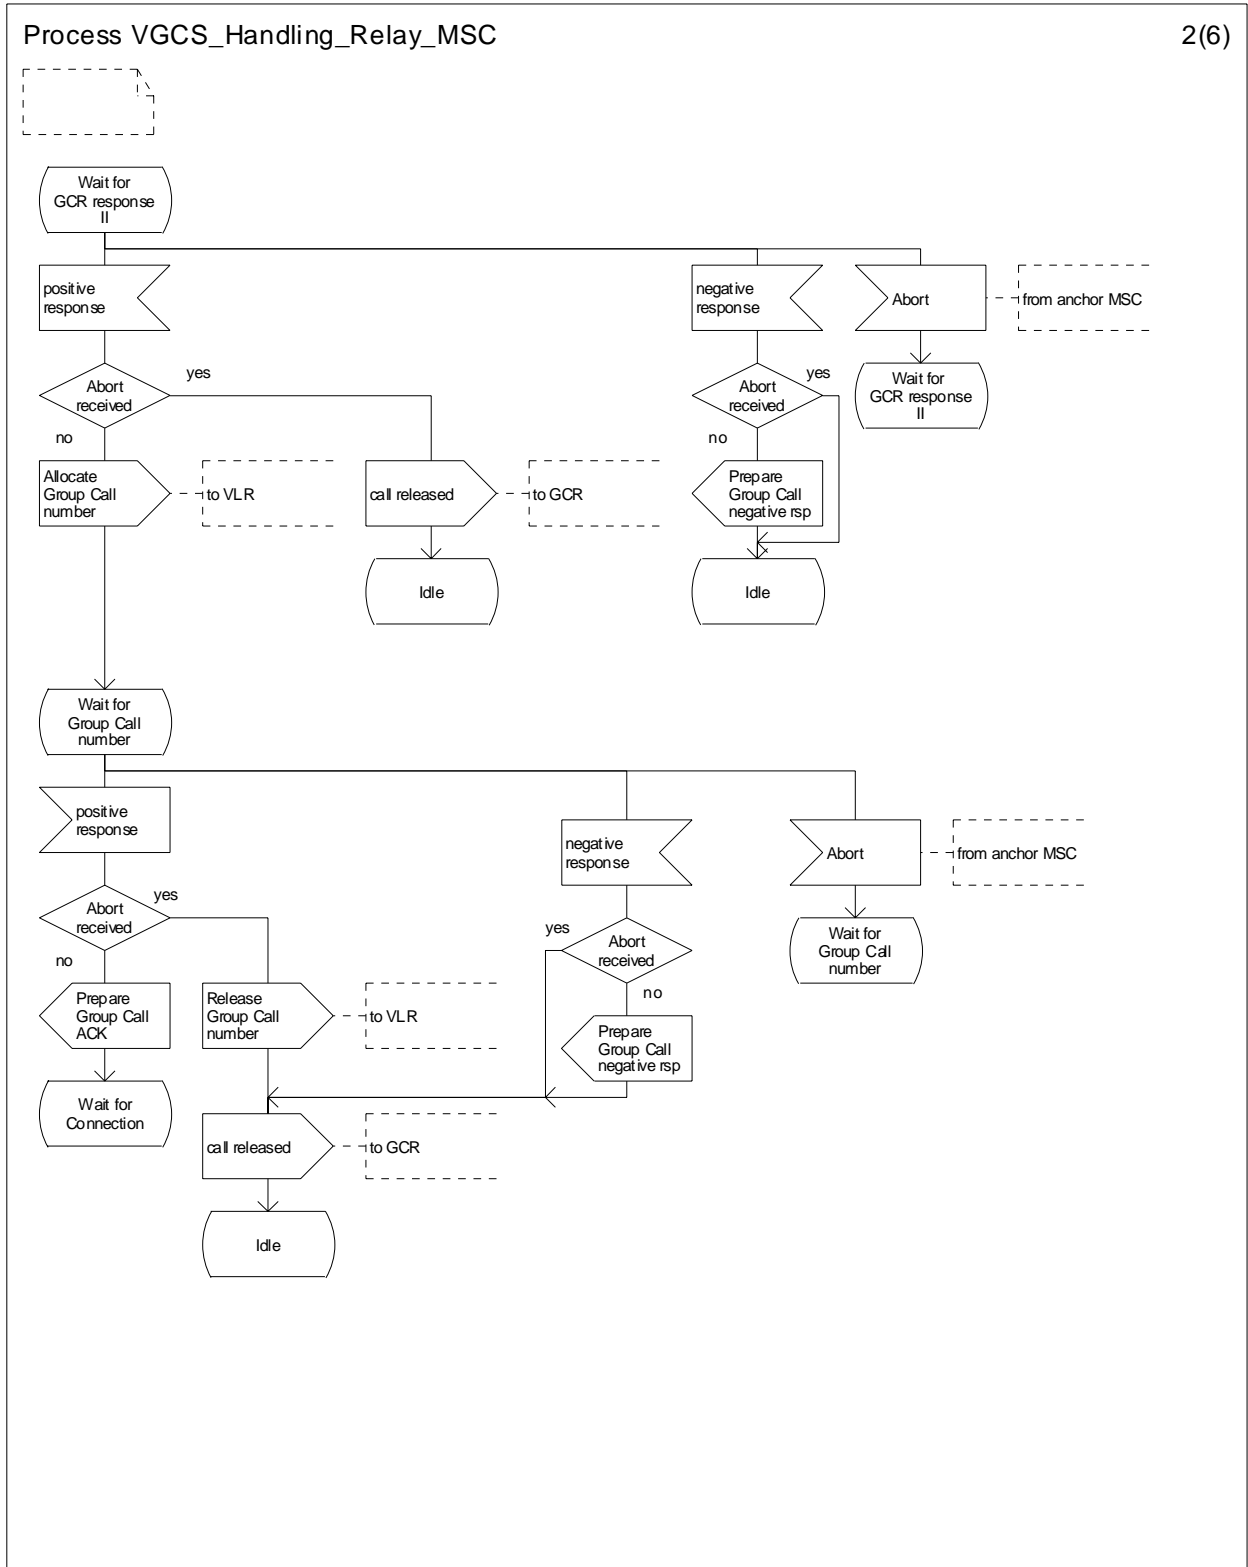 Process VGCS_Handling_Relay_MSC
2(6)
Wait for
GCR response
II
positive
response
negative
response
Abort
from anchor MSC
Abort
received
yes
no
Abort
received
yes
no
Wait for
GCR response
II
Allocate
Group Call
number
to VLR
call released
to GCR
Prepare
Group Call
negative rsp
Idle
Idle
Wait for
Group Call
number
positive
response
negative
response
Abort
from anchor MSC
Abort
received
yes
no
yes
Abort
received
no
Wait for
Group Call
number
Prepare
Group Call
ACK
Release
Group Call
number
to VLR
Prepare
Group Call
negative rsp
Wait for
Connection
call released
to GCR
Idle